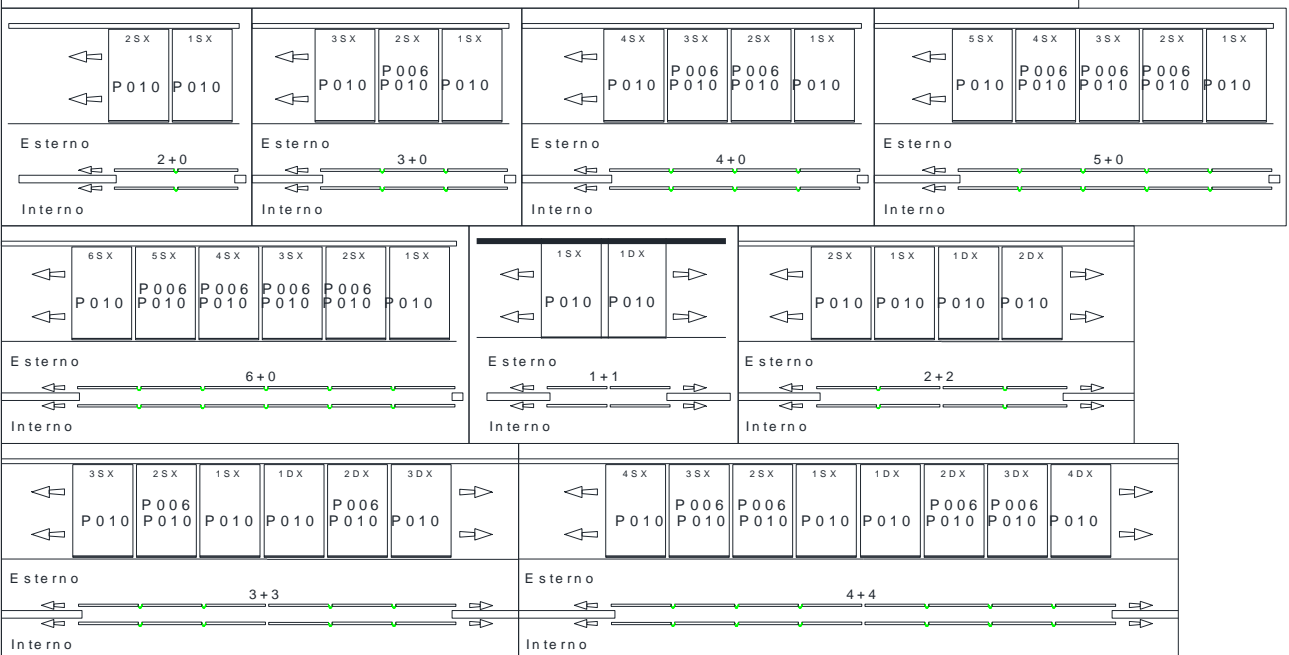 2SX 1SX
P010 P010
Esterno
2+0
Interno
3SX 2SX 1SX
P006
P010 P010 P010
Esterno
3+0
Interno
4SX 3SX 2SX 1SX
P006 P006
P010 P010 P010 P010
Esterno
4+0
Interno
5SX 4SX 3SX 2SX 1SX
P006 P006 P006
P010 P010 P010 P010 P010
Esterno
5+0
Interno
6SX 5SX 4SX 3SX 2SX 1SX
P006 P006 P006 P006
P010 P010 P010 P010 P010 P010
Esterno
6+0
Interno
1SX 1DX
P010 P010
Esterno
1+1
Interno
2SX 1SX 1DX 2DX
P010 P010 P010 P010
Esterno
2+2
Interno
3SX 2SX 1SX 1DX 2DX 3DX
P006 P006
P010 P010 P010 P010 P010 P010
Esterno
3+3
Interno
4SX 3SX 2SX 1SX 1DX 2DX 3DX 4DX
P006 P006 P006 P006
P010 P010 P010 P010 P010 P010 P010 P010
Esterno
4+4
Interno